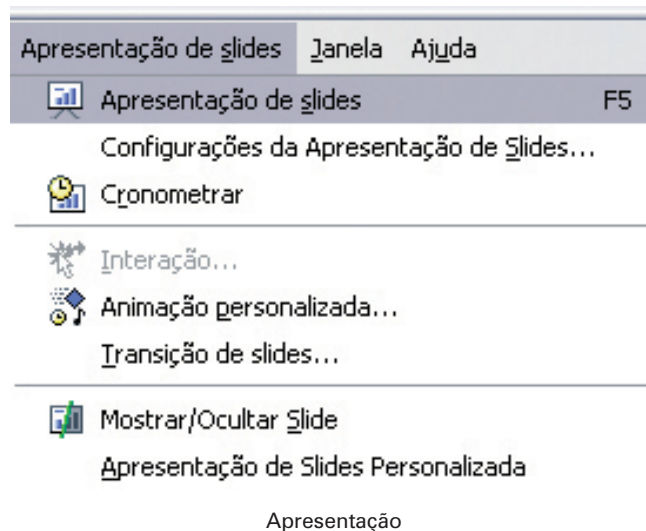 Apresentação de slides Janela Ajuda
Apresentação de slides F5
Configurações da Apresentação de Slides...
Cronometrar
Interação...
Animação personalizada...
Transição de slides...
Mostrar/Ocultar Slide
Apresentação de Slides Personalizada
Apresentação